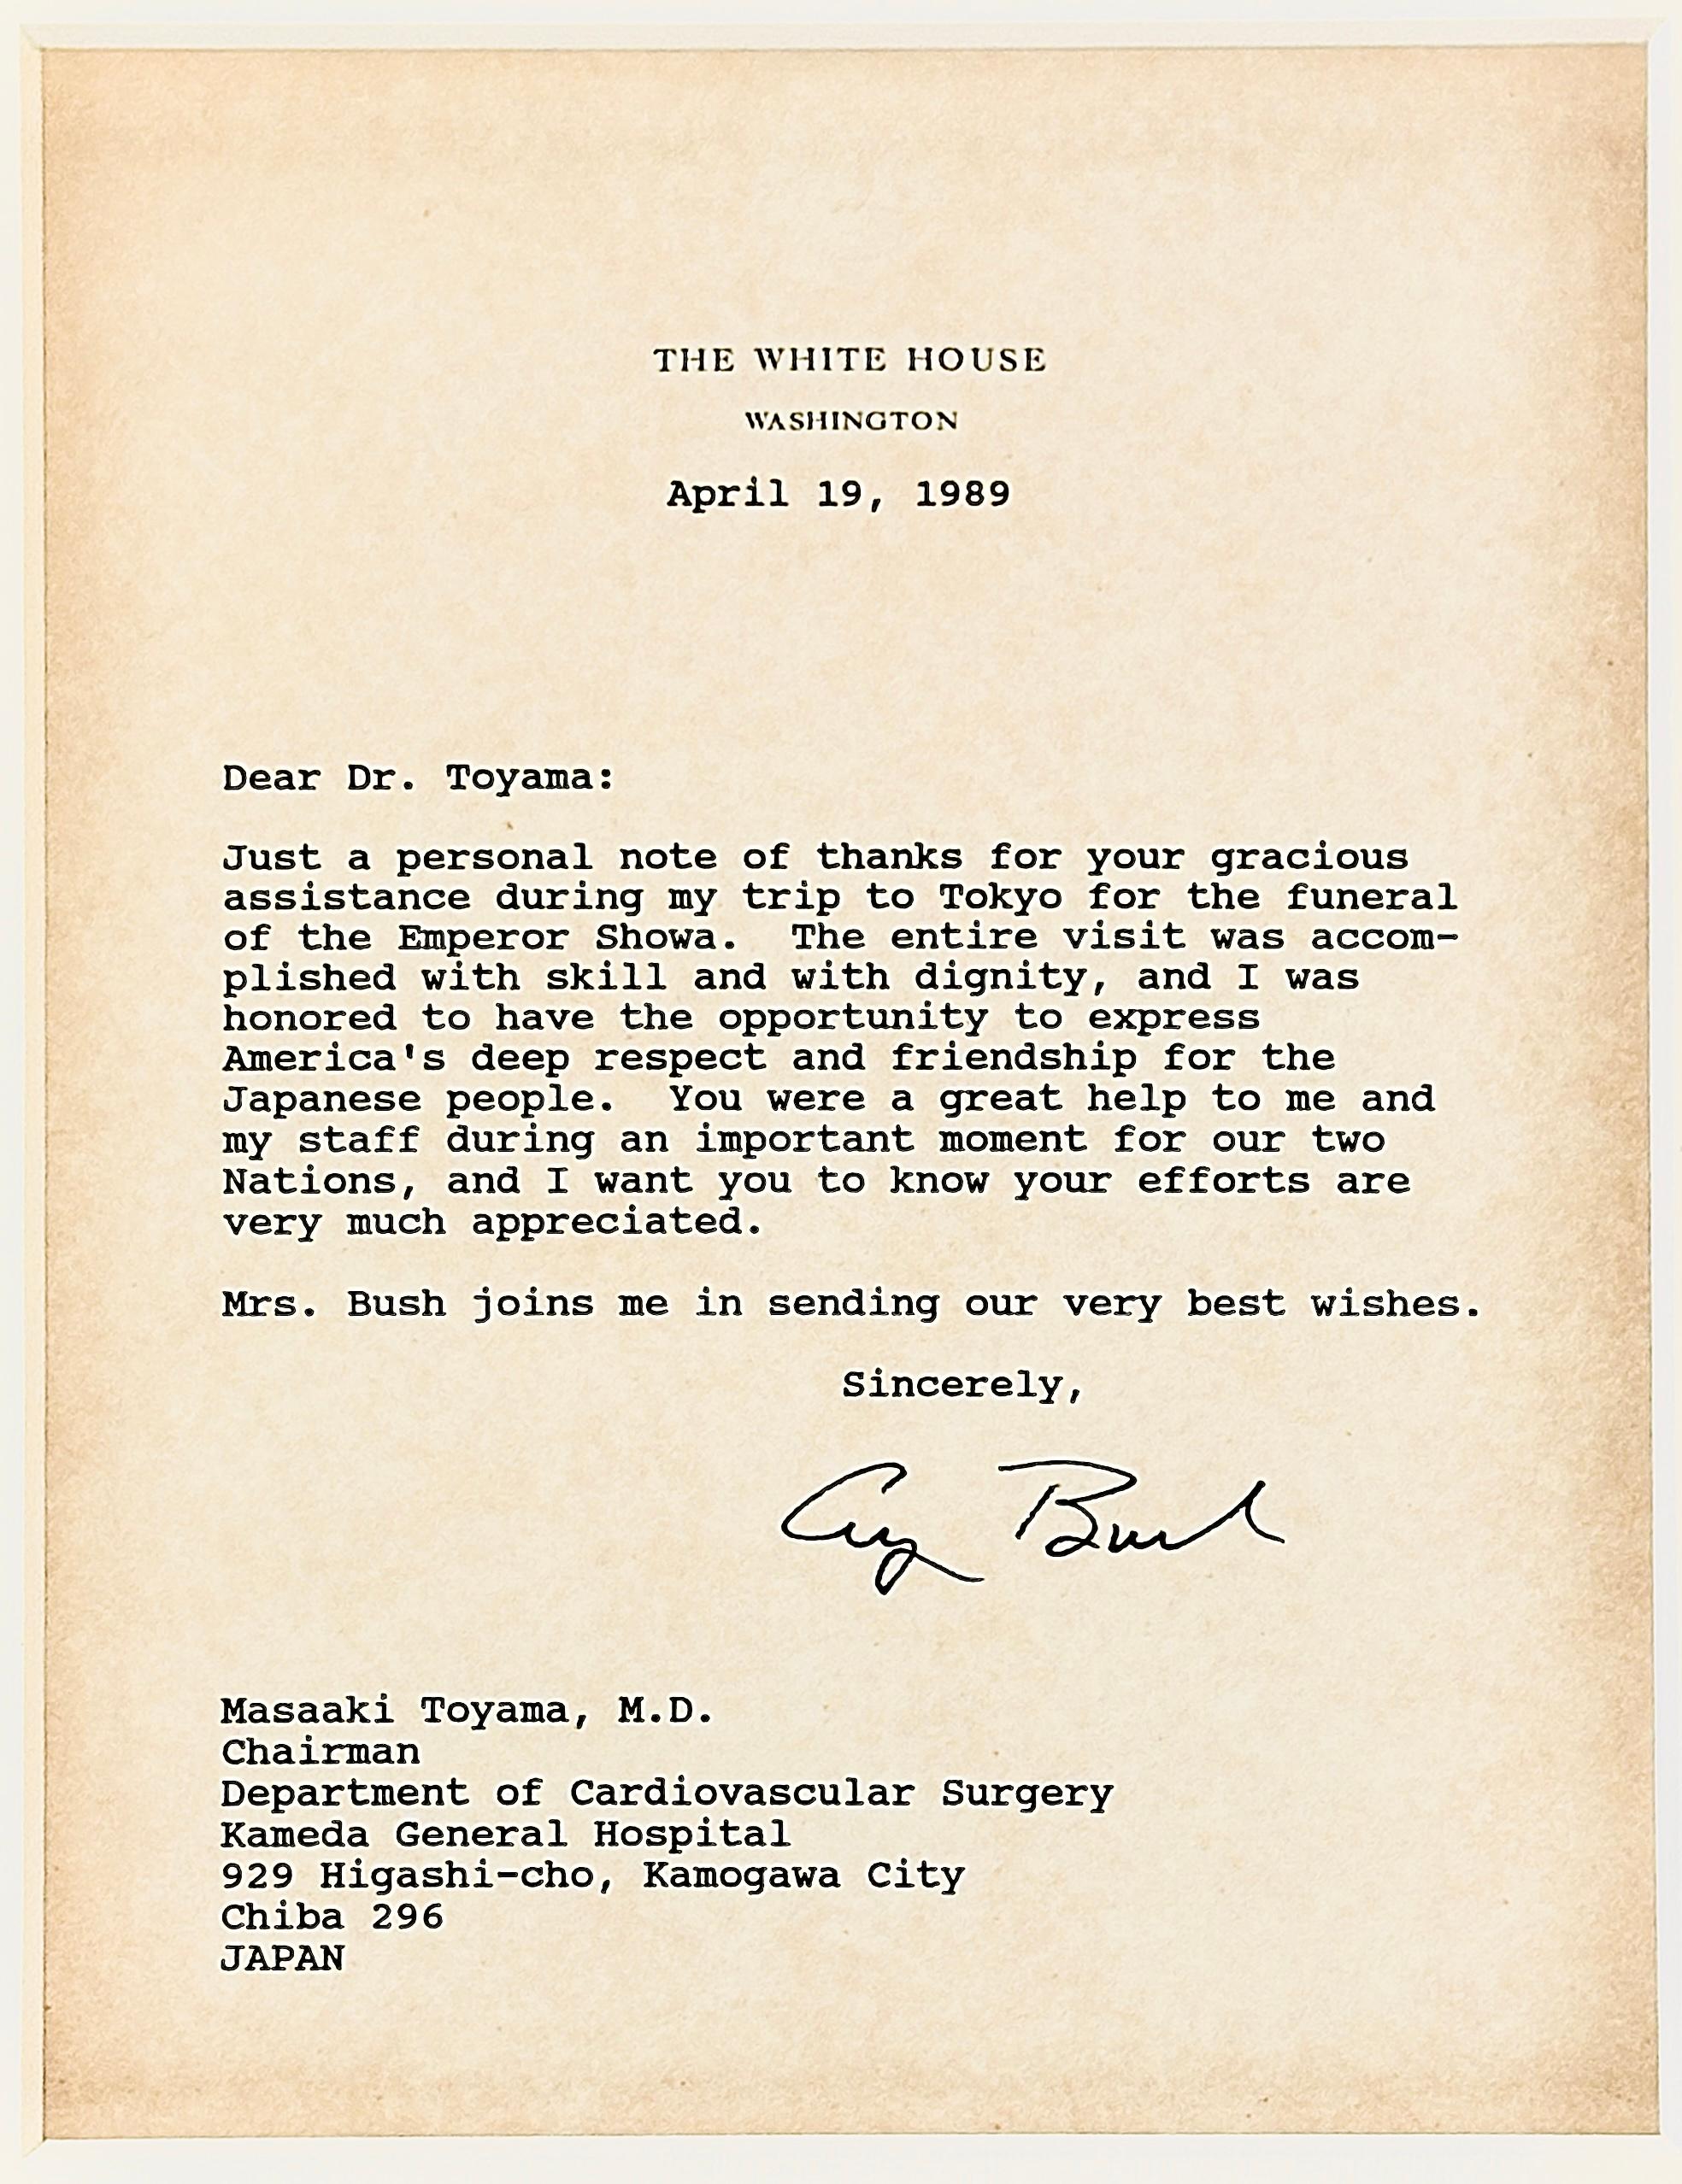 THE WHITE HOUSE
WASHINGTON
April 19, 1989
Dear Dr. Toyama:
Just a personal note of thanks for your gracious
assistance during my trip to Tokyo for the funeral
of the Emperor Showa.  The entire visit was accom-
plished with skill and with dignity, and I was
honored to have the opportunity to express
America's deep respect and friendship for the
Japanese people.  You were a great help to me and
my staff during an important moment for our two
Nations, and I want you to know your efforts are
very much appreciated.
Mrs. Bush joins me in sending our very best wishes.
Sincerely,
Gg Bush
Masaaki Toyama, M.D.
Chairman
Department of Cardiovascular Surgery
Kameda General Hospital
929 Higashi-cho, Kamogawa City
Chiba 296
JAPAN